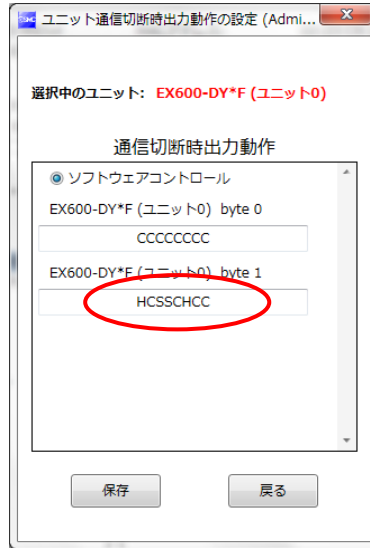 ユニット通信切断時出力動作の設定 (Admi...
選択中のユニット: EX600-DY*F (ユニット0)
通信切断時出力動作
ソフトウェアコントロール
EX600-DY*F (ユニット0) byte 0
CCCCCCCC
EX600-DY*F (ユニット0) byte 1
HCSSCHCC
保存 戻る